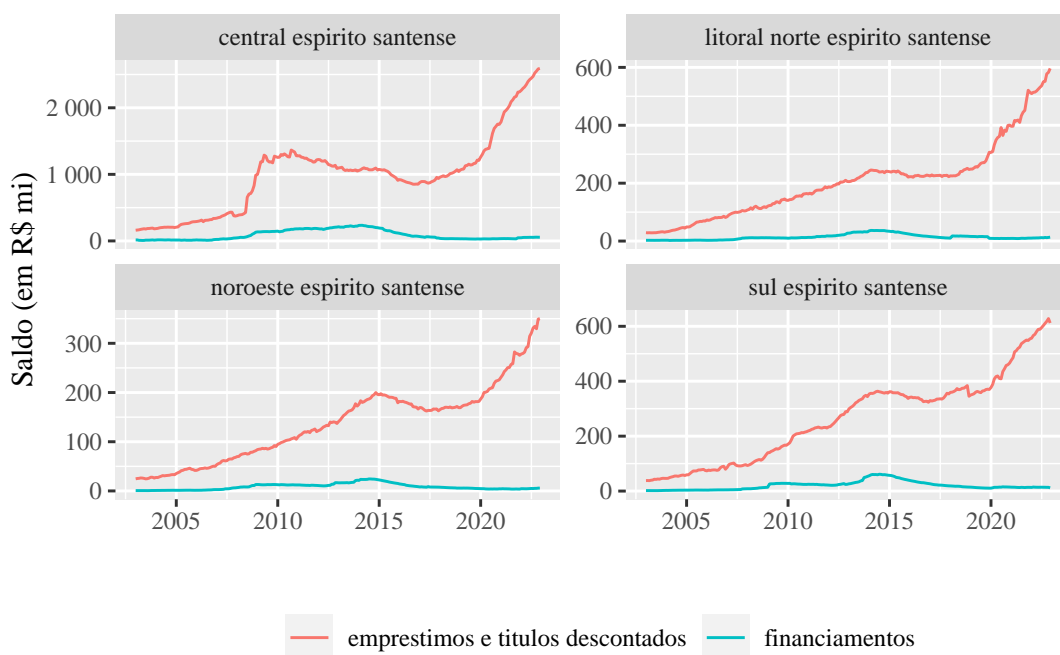 central espirito santense
litoral norte espirito santense
Saldo (em R$ mi)
2 000
1 000
0
600
400
200
0
noroeste espirito santense
sul espirito santense
300
200
100
0
600
400
200
0
2005 2010 2015 2020
2005 2010 2015 2020
emprestimos e titulos descontados financiamentos